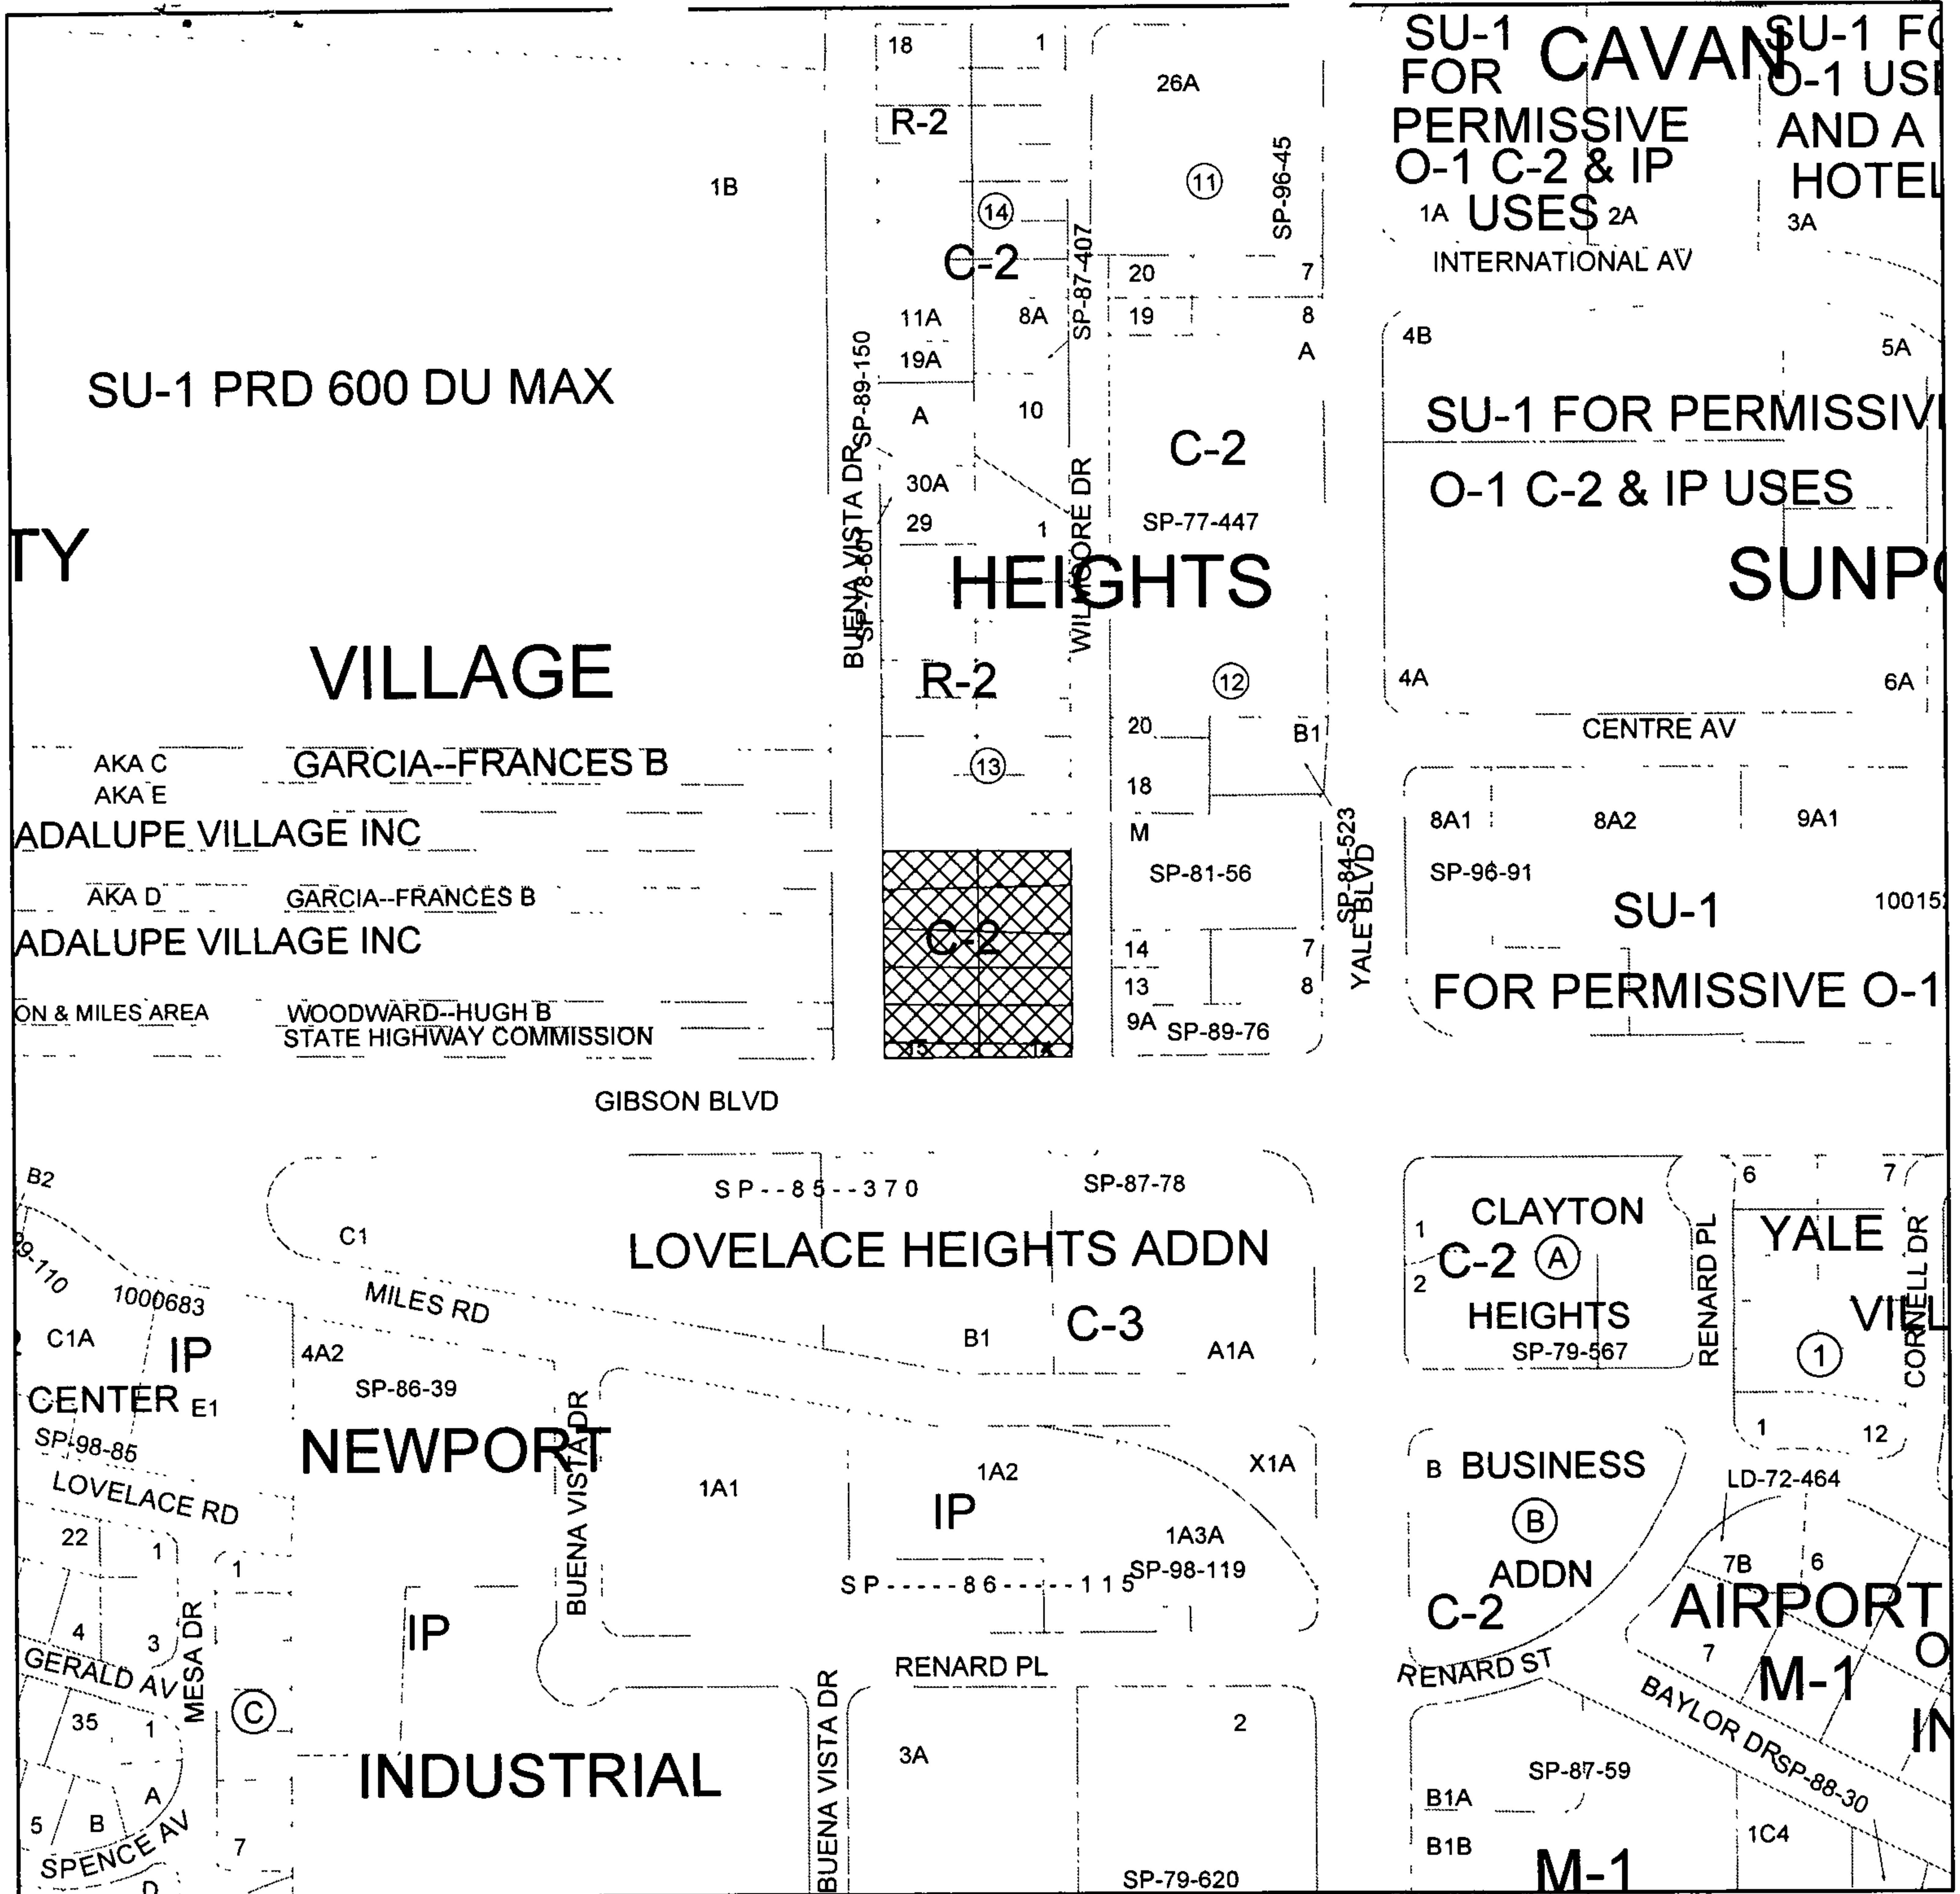 SU-1
FOR
PERMISSIVE
O-1 C-2 & IP
USES
CAVAN
SU-1 FO
O-1 USE
AND A
HOTEL
18
1
26A
R-2
1B
11
SP-96-45
14
1A
2A
3A
INTERNATIONAL AV
C-2
SP-87-407
20
7
11A
8A
19
8
19A
A
4B
5A
SP-89-150
SU-1 PRD 600 DU MAX
A
10
SU-1 FOR PERMISSIV
C-2
30A
O-1 C-2 & IP USES
29
1
SP-77-447
BUENA VISTA DR
SP-78-601
WILMOORE DR
TY
HEIGHTS
SUNPO
VILLAGE
R-2
12
4A
6A
20
B1
CENTRE AV
AKA C
GARCIA--FRANCES B
13
AKA E
18
ADALUPE VILLAGE INC
M
8A1
8A2
9A1
SP-84-523
YALE BLVD
SP-81-56
SP-96-91
AKA D
GARCIA--FRANCES B
SU-1
10015
C-2
ADALUPE VILLAGE INC
14
7
13
8
FOR PERMISSIVE O-1
ON & MILES AREA
WOODWARD--HUGH B
STATE HIGHWAY COMMISSION
9A
SP-89-76
15
GIBSON BLVD
B2
SP--85--370
SP-87-78
6
7
CLAYTON
1
C1
LOVELACE HEIGHTS ADDN
C-2
A
YALE
RENARD PL
CORNELL DR
99-110
2
1000683
MILES RD
HEIGHTS
VILL
C1A
IP
4A2
B1
C-3
A1A
SP-79-567
1
CENTER
E1
SP-86-39
SP-98-85
NEWPORT
BUENA VISTA DR
1
12
LOVELACE RD
1A1
1A2
X1A
B
BUSINESS
LD-72-464
IP
B
22
1
1
1A3A
SP-98-119
SP-----86-----115
ADDN
7B
6
C-2
AIRPORT
4
3
MESA DR
IP
O
GERALD AV
RENARD PL
RENARD ST
7
M-1
35
1
C
BUENA VISTA DR
2
BAYLOR DR
IN
3A
INDUSTRIAL
SP-87-59
SP-88-30
A
B1A
5
B
7
B1B
1C4
SPENCE AV
D
SP-79-620
M-1